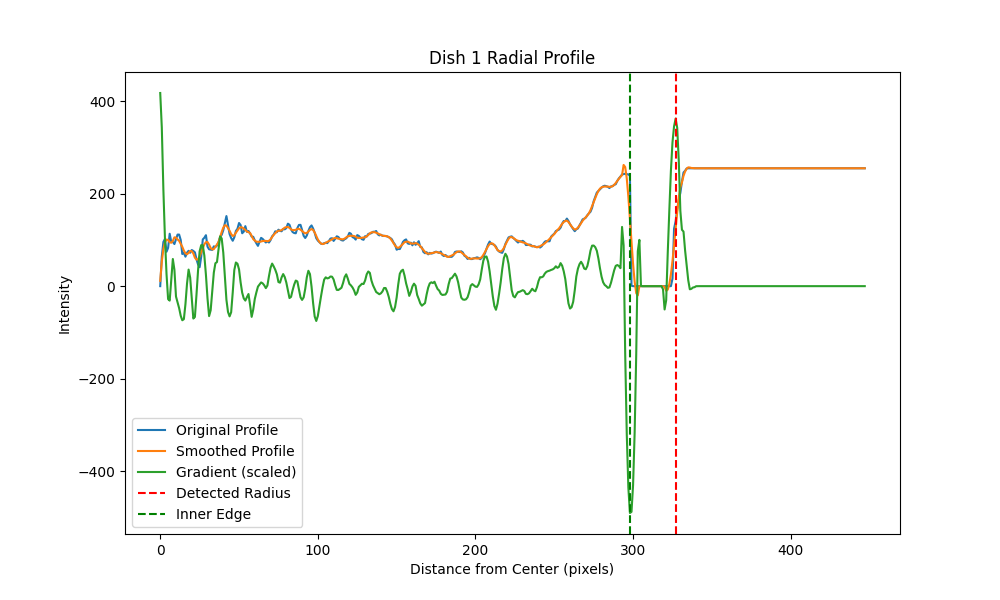 Dish 1 Radial Profile
400
200
0
−200
−400
Intensity
Original Profile
Smoothed Profile
Gradient (scaled)
Detected Radius
Inner Edge
0 100 200 300 400
Distance from Center (pixels)